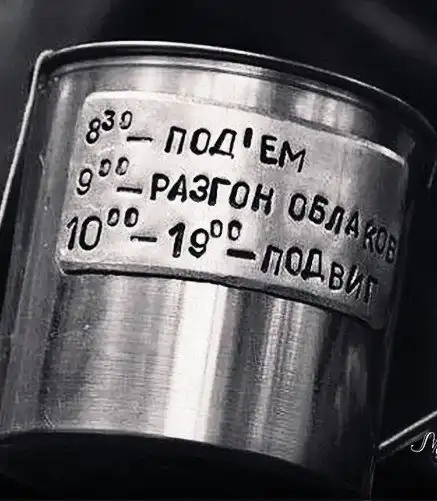 8³⁰ – ПОД'ЕМ
9⁰⁰ – РАЗГОН ОБЛАКОВ
10⁰⁰ – 19⁰⁰ – ПОДВИГ